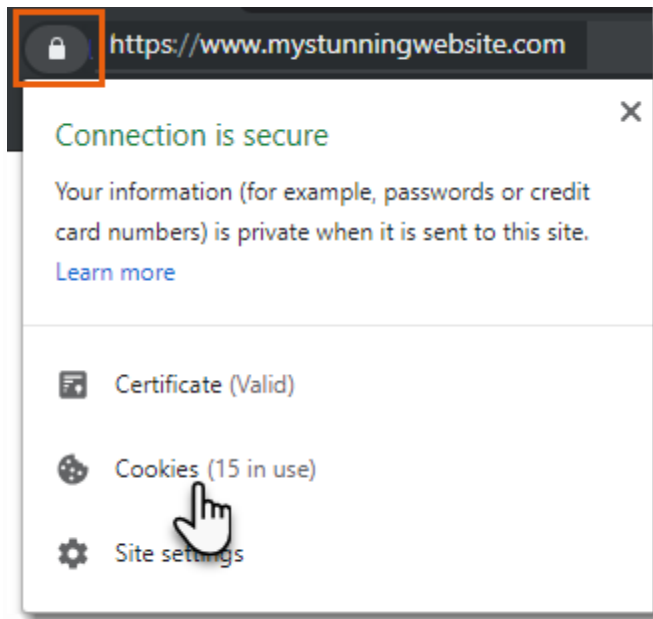 https://www.mystunningwebsite.com
Connection is secure
Your information (for example, passwords or credit
card numbers) is private when it is sent to this site.
Learn more
Certificate (Valid)
Cookies (15 in use)
Site settings